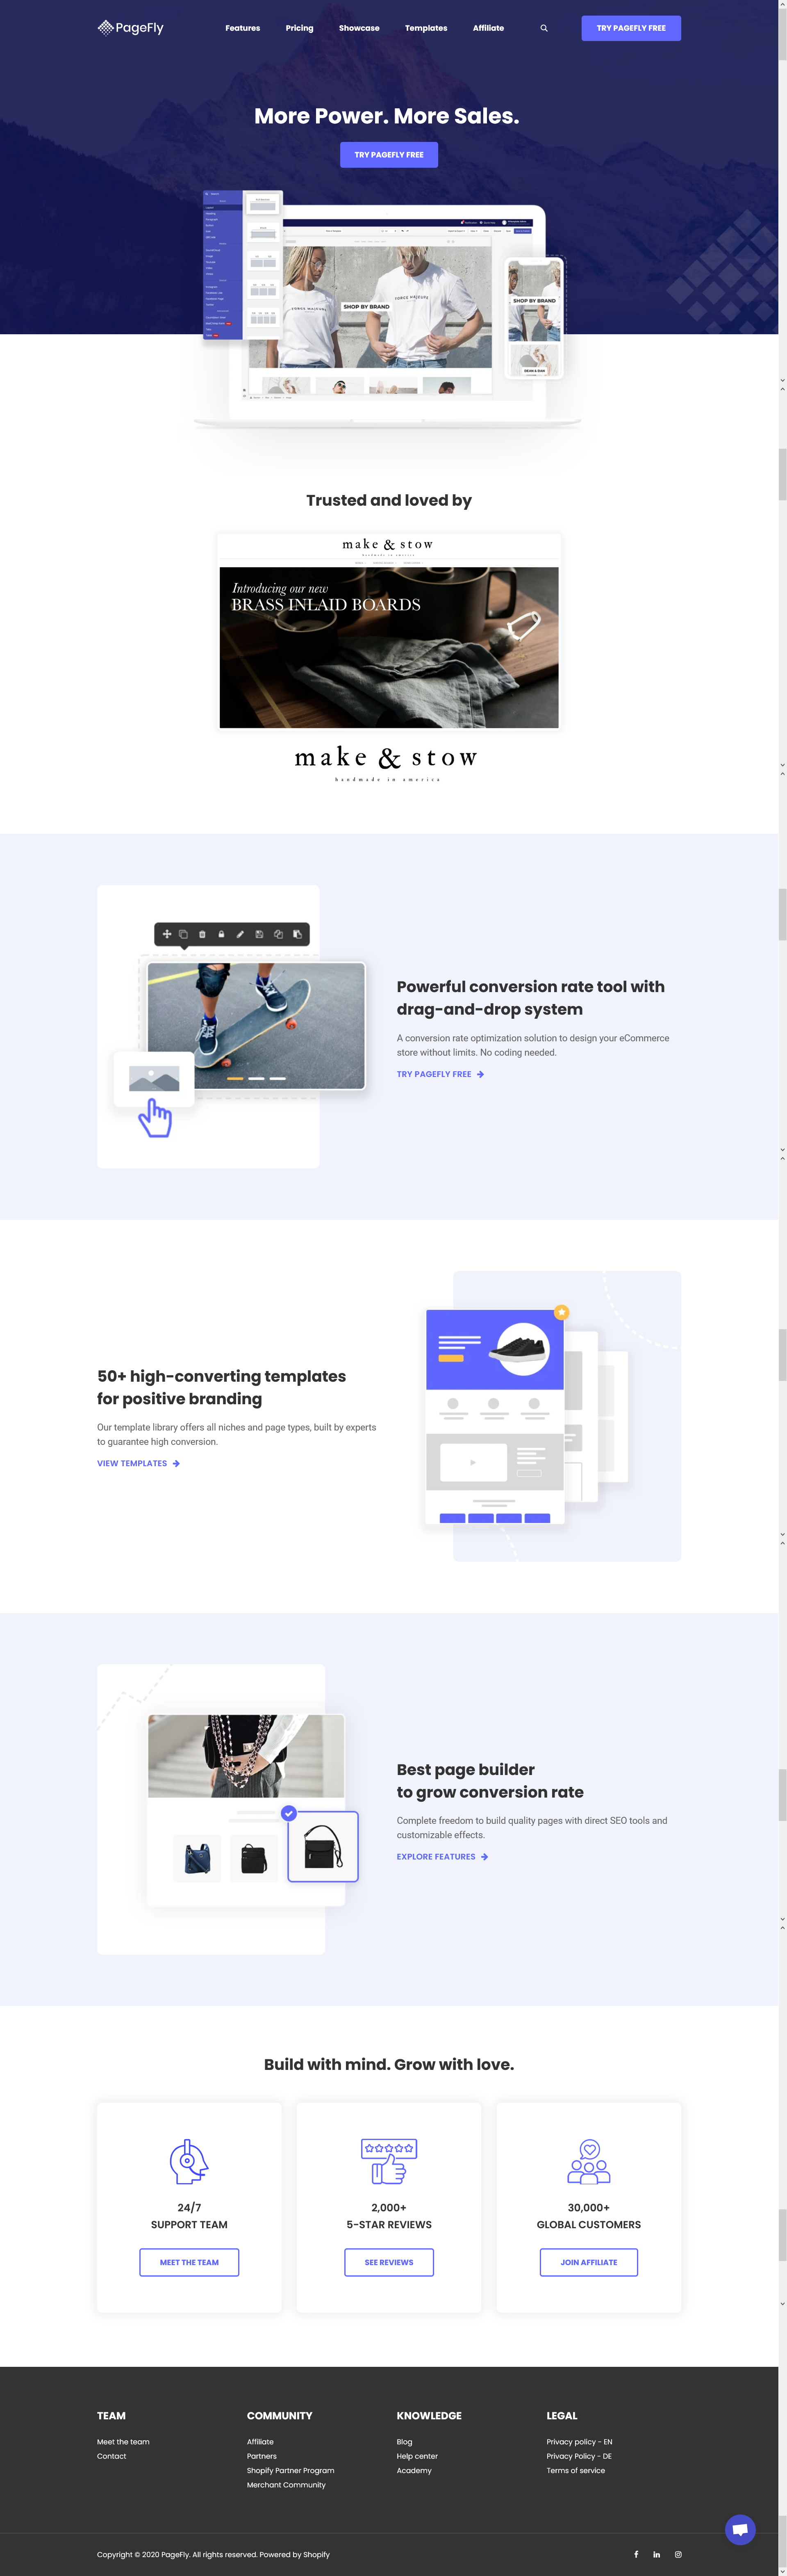 PageFly
Features
Pricing
Showcase
Templates
Affiliate
TRY PAGEFLY FREE
More Power. More Sales.
TRY PAGEFLY FREE
SHOP BY BRAND
SHOP BY BRAND
Trusted and loved by
make & stow
handmade in america
Introducing our new
BRASS INLAID BOARDS
make & stow
handmade in america
Powerful conversion rate tool with
drag-and-drop system
A conversion rate optimization solution to design your eCommerce
store without limits. No coding needed.
TRY PAGEFLY FREE
50+ high-converting templates
for positive branding
Our template library offers all niches and page types, built by experts
to guarantee high conversion.
VIEW TEMPLATES
Best page builder
to grow conversion rate
Complete freedom to build quality pages with direct SEO tools and
customizable effects.
EXPLORE FEATURES
Build with mind. Grow with love.
24/7
SUPPORT TEAM
MEET THE TEAM
2,000+
5-STAR REVIEWS
SEE REVIEWS
30,000+
GLOBAL CUSTOMERS
JOIN AFFILIATE
TEAM
Meet the team
Contact
COMMUNITY
Affiliate
Partners
Shopify Partner Program
Merchant Community
KNOWLEDGE
Blog
Help center
Academy
LEGAL
Privacy policy - EN
Privacy Policy - DE
Terms of service
Copyright © 2020 PageFly. All rights reserved. Powered by Shopify